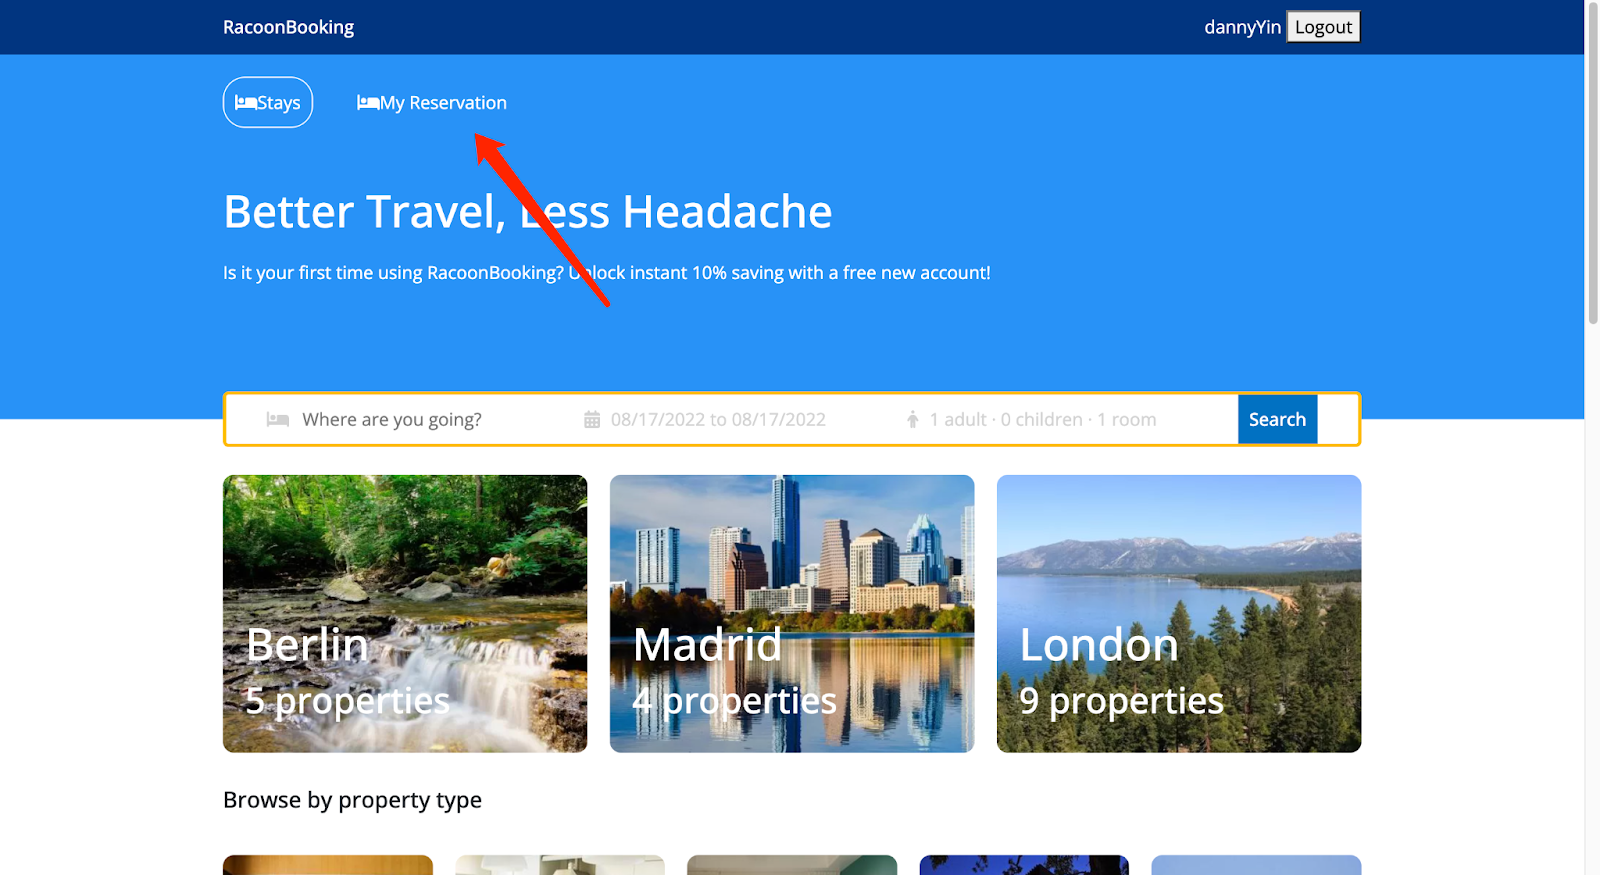 RacoonBooking
dannyYin Logout
Stays My Reservation
Better Travel, Less Headache
Is it your first time using RacoonBooking? Unlock instant 10% saving with a free new account!
Where are you going? 08/17/2022 to 08/17/2022 1 adult · 0 children · 1 room Search
Berlin
5 properties
Madrid
4 properties
London
9 properties
Browse by property type